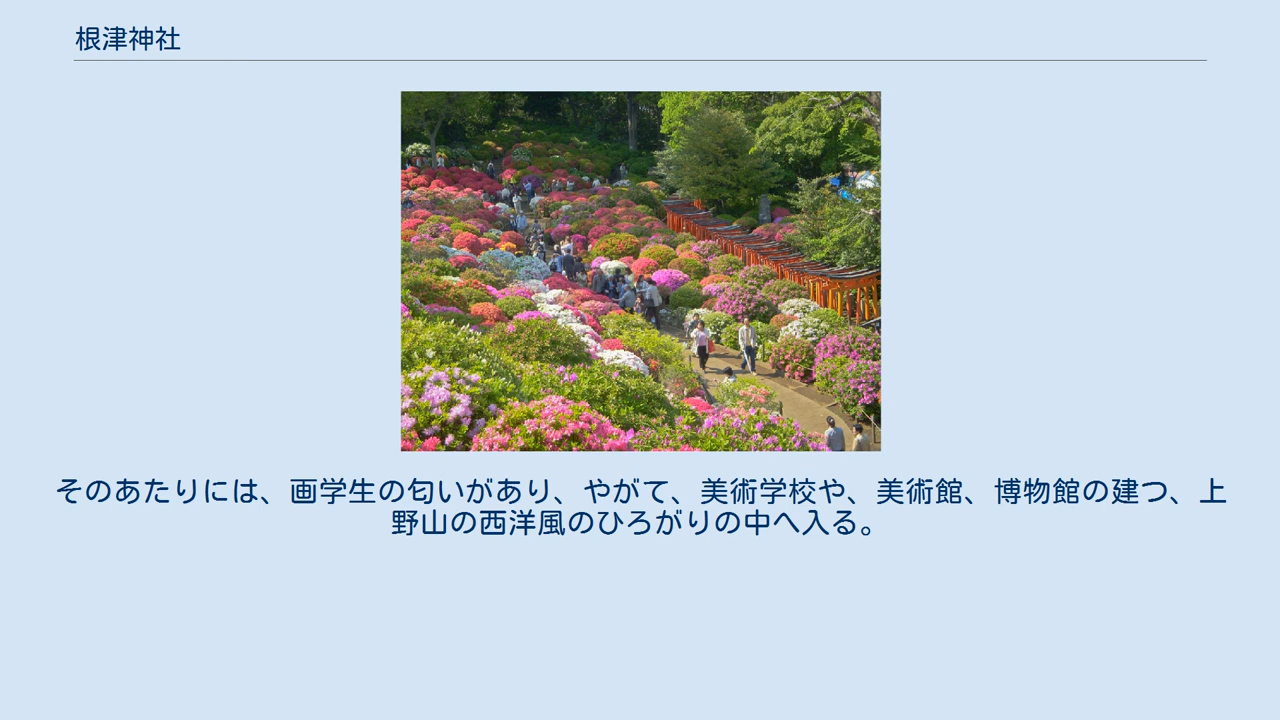 根津神社
そのあたりには、画学生の匂いがあり、やがて、美術学校や、美術館、博物館の建つ、上
野山の西洋風のひろがりの中へ入る。